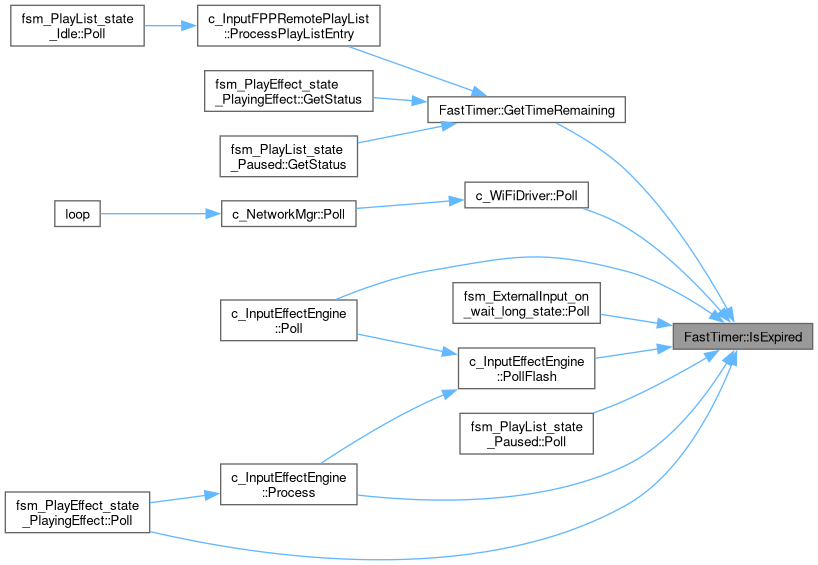 fsm_PlayList_state
_Idle::Poll
c_InputFPPRemotePlayList
::ProcessPlayListEntry
fsm_PlayEffect_state
_PlayingEffect::GetStatus
FastTimer::GetTimeRemaining
fsm_PlayList_state
_Paused::GetStatus
c_WiFiDriver::Poll
loop
c_NetworkMgr::Poll
fsm_ExternalInput_on
_wait_long_state::Poll
c_InputEffectEngine
::Poll
FastTimer::IsExpired
c_InputEffectEngine
::PollFlash
fsm_PlayList_state
_Paused::Poll
c_InputEffectEngine
::Process
fsm_PlayEffect_state
_PlayingEffect::Poll